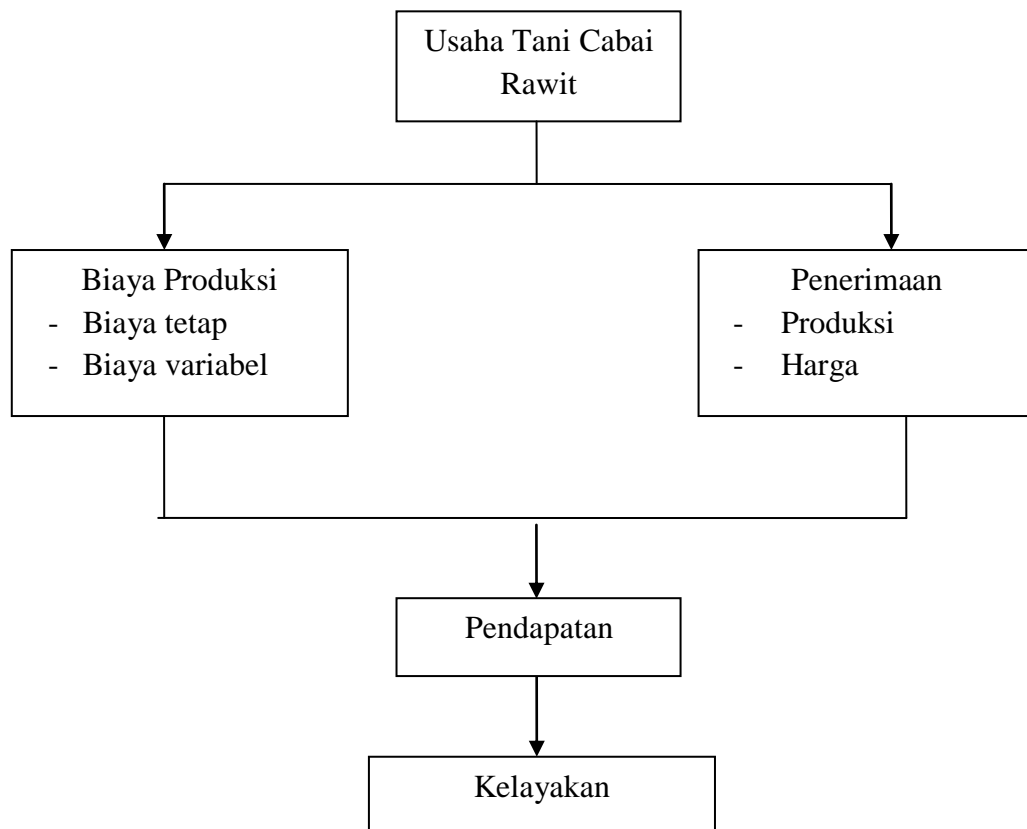 Usaha Tani Cabai
Rawit
Biaya Produksi
- Biaya tetap
- Biaya variabel
Penerimaan
- Produksi
- Harga
Pendapatan
Kelayakan